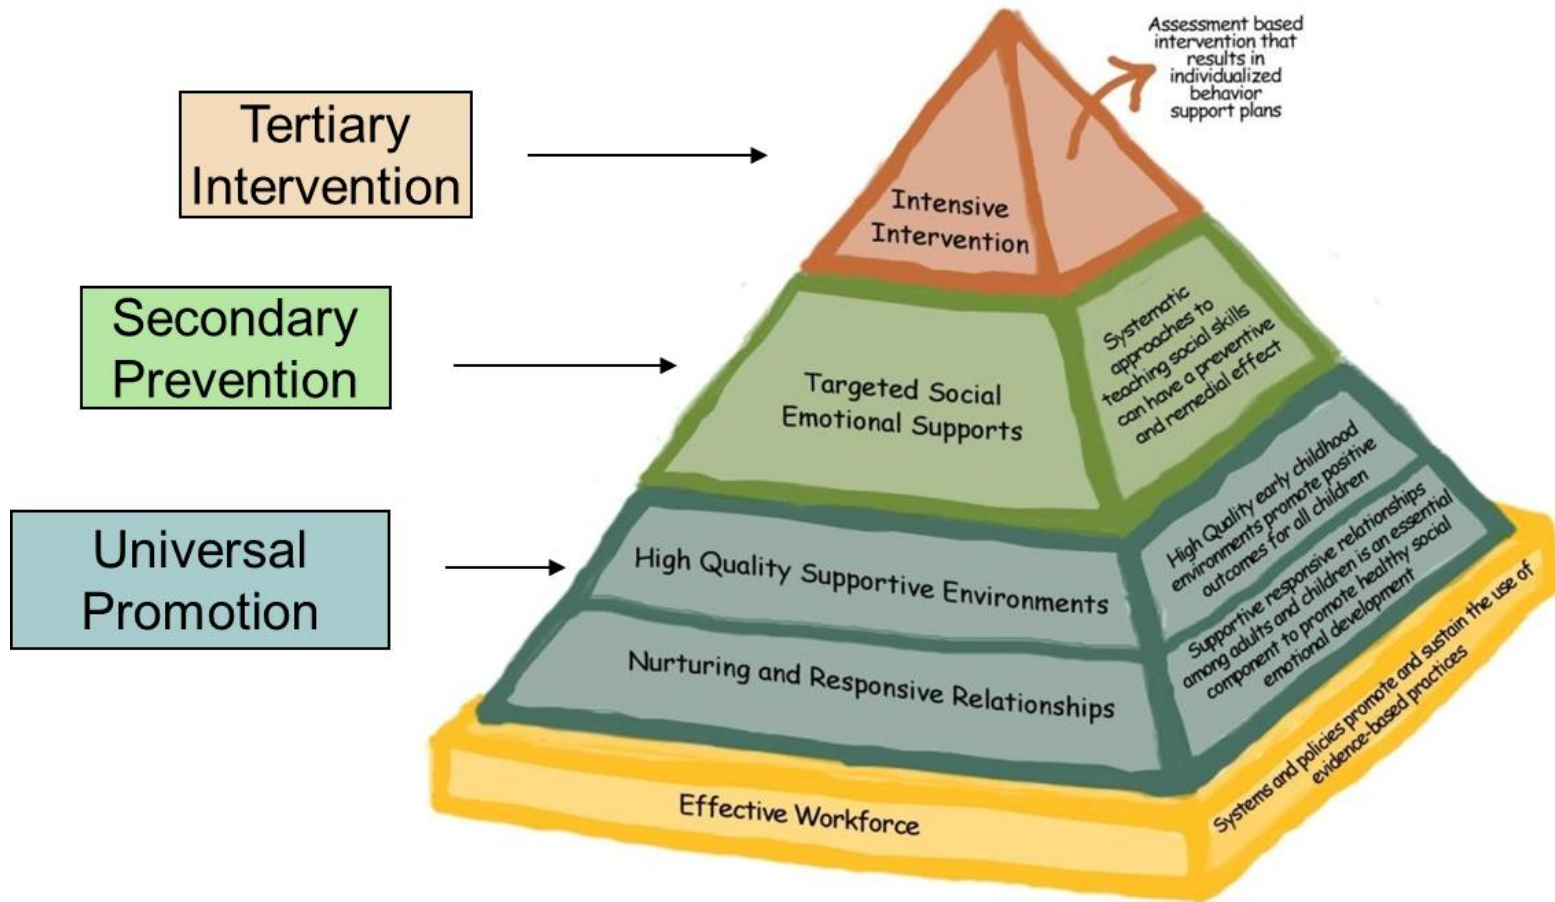 Assessment based
intervention that
results in
individualized
behavior
support plans
Tertiary
Intervention
Intensive
Intervention
Secondary
Prevention
Targeted Social
Emotional Supports
Systematic
approaches to
teaching social skills
can have a preventive
and remedial effect
Universal
Promotion
High Quality Supportive Environments
High Quality early childhood
environments promote positive
outcomes for all children
Nurturing and Responsive Relationships
Supportive responsive relationships
among adults and children is an essential
component to promote healthy social
emotional development
Effective Workforce
Systems and policies promote and sustain the use of
evidence-based practices